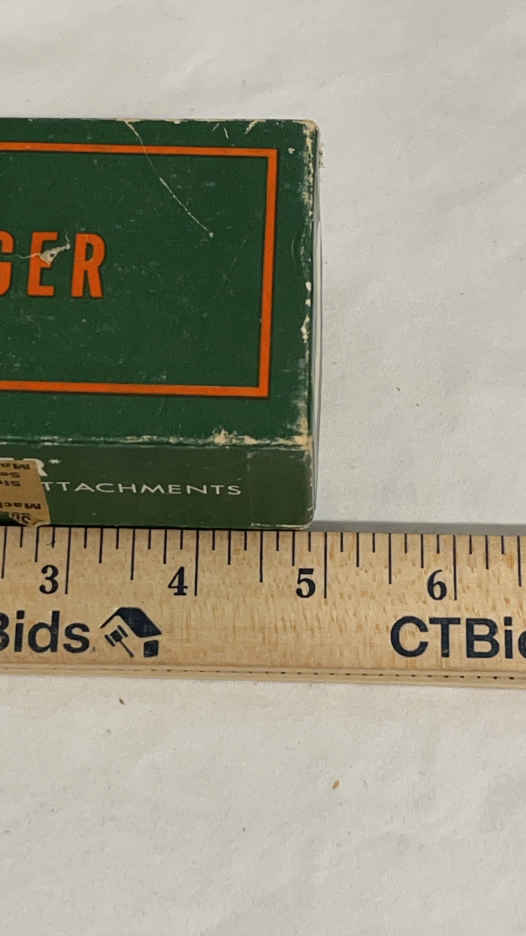 GER
TTACHMENTS
3 4 5 6
Bids CTBi